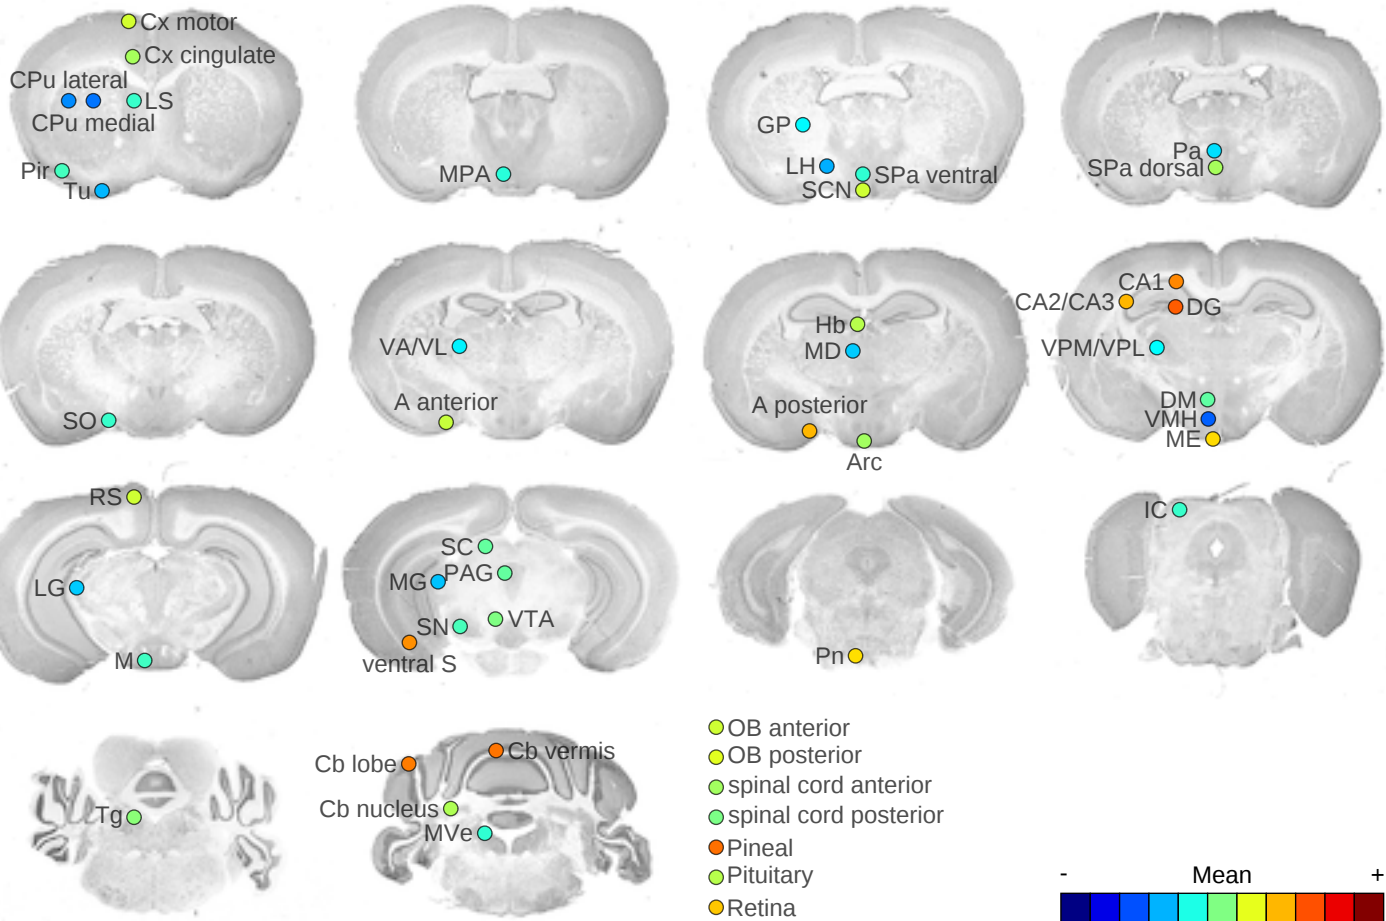 Cx motor
Cx cingulate
CPu lateral
LS
CPu medial
Pir
Tu
MPA
GP
LH
SPa ventral
SCN
Pa
SPa dorsal
SO
VA/VL
A anterior
Hb
MD
A posterior
Arc
CA1
CA2/CA3
DG
VPM/VPL
DM
VMH
ME
RS
LG
M
SC
MG
PAG
SN
VTA
ventral S
Pn
IC
Tg
Cb lobe
Cb vermis
Cb nucleus
MVe
OB anterior
OB posterior
spinal cord anterior
spinal cord posterior
Pineal
Pituitary
Retina
- Mean +